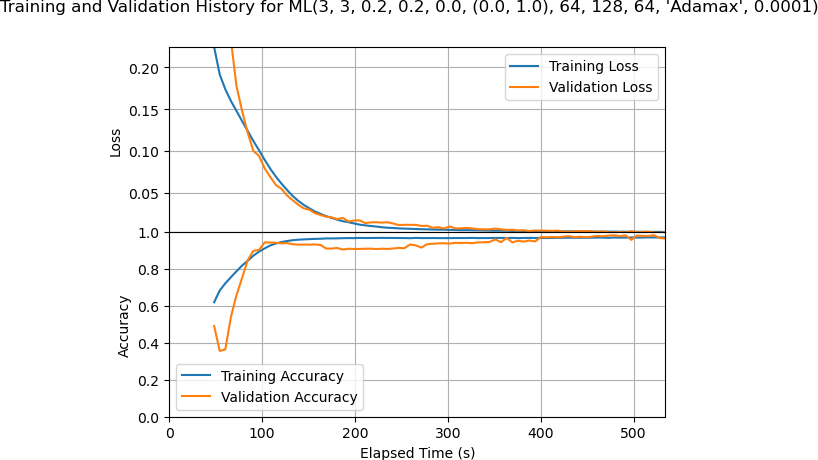 Training and Validation History for ML(3, 3, 0.2, 0.2, 0.0, (0.0, 1.0), 64, 128, 64, 'Adamax', 0.0001)
0.20
0.15
0.10
0.05
Loss
Training Loss
Validation Loss
1.0
0.8
0.6
0.4
0.2
0.0
Accuracy
Training Accuracy
Validation Accuracy
0
100
200
300
400
500
Elapsed Time (s)